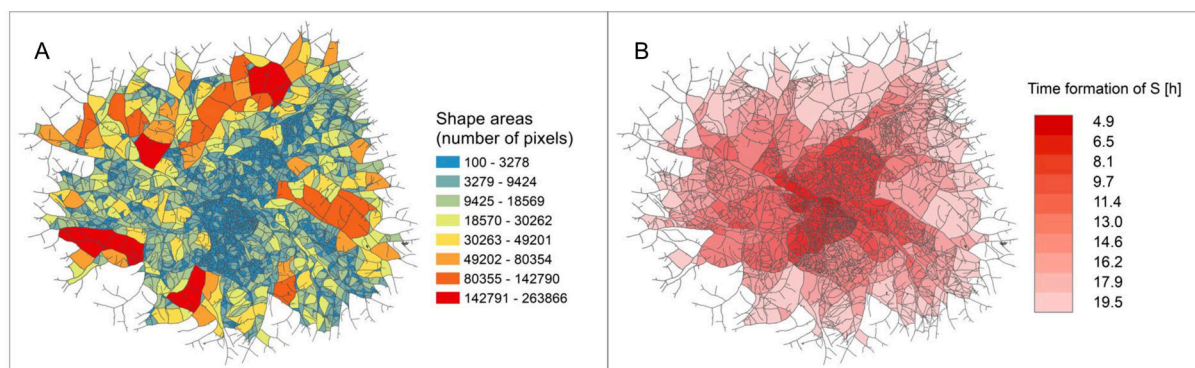 A
Shape areas
(number of pixels)
100 - 3278
3279 - 9424
9425 - 18569
18570 - 30262
30263 - 49201
49202 - 80354
80355 - 142790
142791 - 263866
B
Time formation of S [h]
4.9
6.5
8.1
9.7
11.4
13.0
14.6
16.2
17.9
19.5